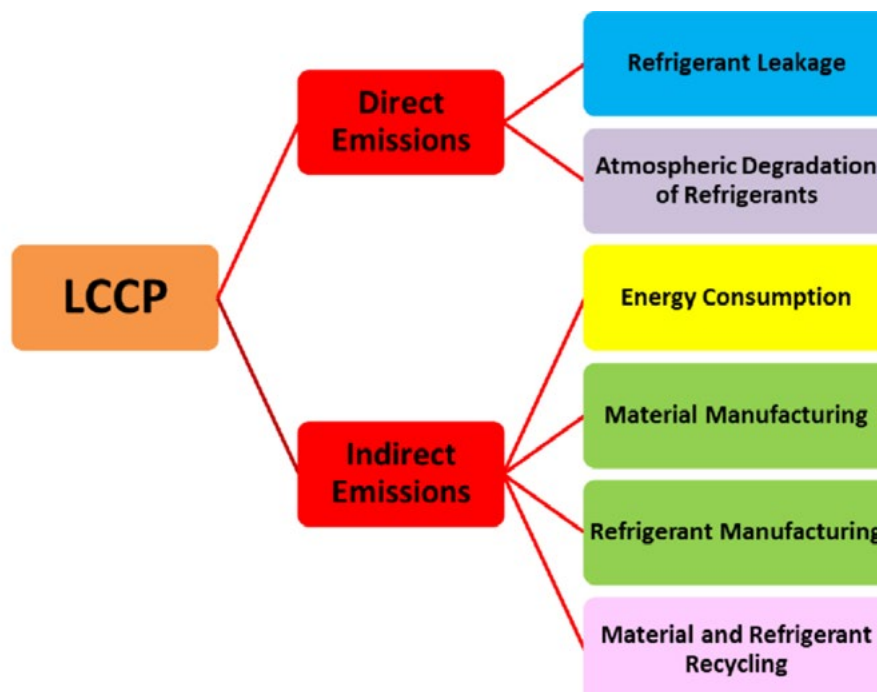 LCCP
Direct
Emissions
Refrigerant Leakage
Atmospheric Degradation
of Refrigerants
Indirect
Emissions
Energy Consumption
Material Manufacturing
Refrigerant Manufacturing
Material and Refrigerant
Recycling